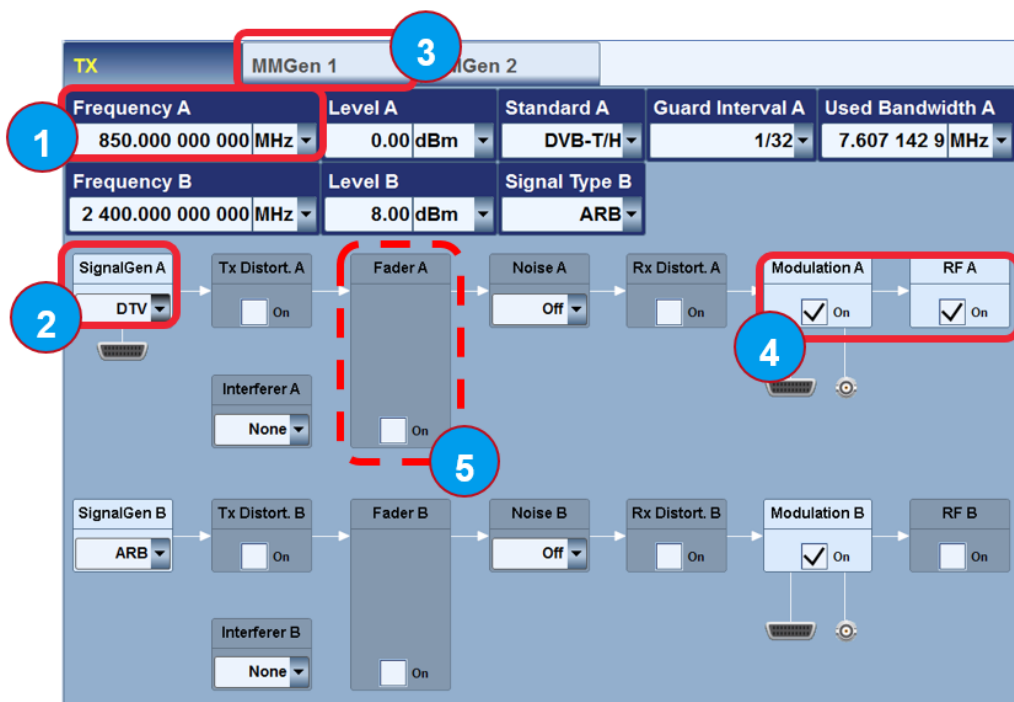 TX MMGen 1 3 Gen 2
Frequency A Level A Standard A Guard Interval A Used Bandwidth A
1 850.000 000 000 MHz 0.00 dBm DVB-T/H 1/32 7.607 142 9 MHz
Frequency B Level B Signal Type B
2 400.000 000 000 MHz 8.00 dBm ARB
SignalGen A Tx Distort. A Fader A Noise A Rx Distort. A Modulation A RF A
2 DTV On Off On On On
4
Interferer A
None On
5
SignalGen B Tx Distort. B Fader B Noise B Rx Distort. B Modulation B RF B
ARB On Off On On On
Interferer B
None On